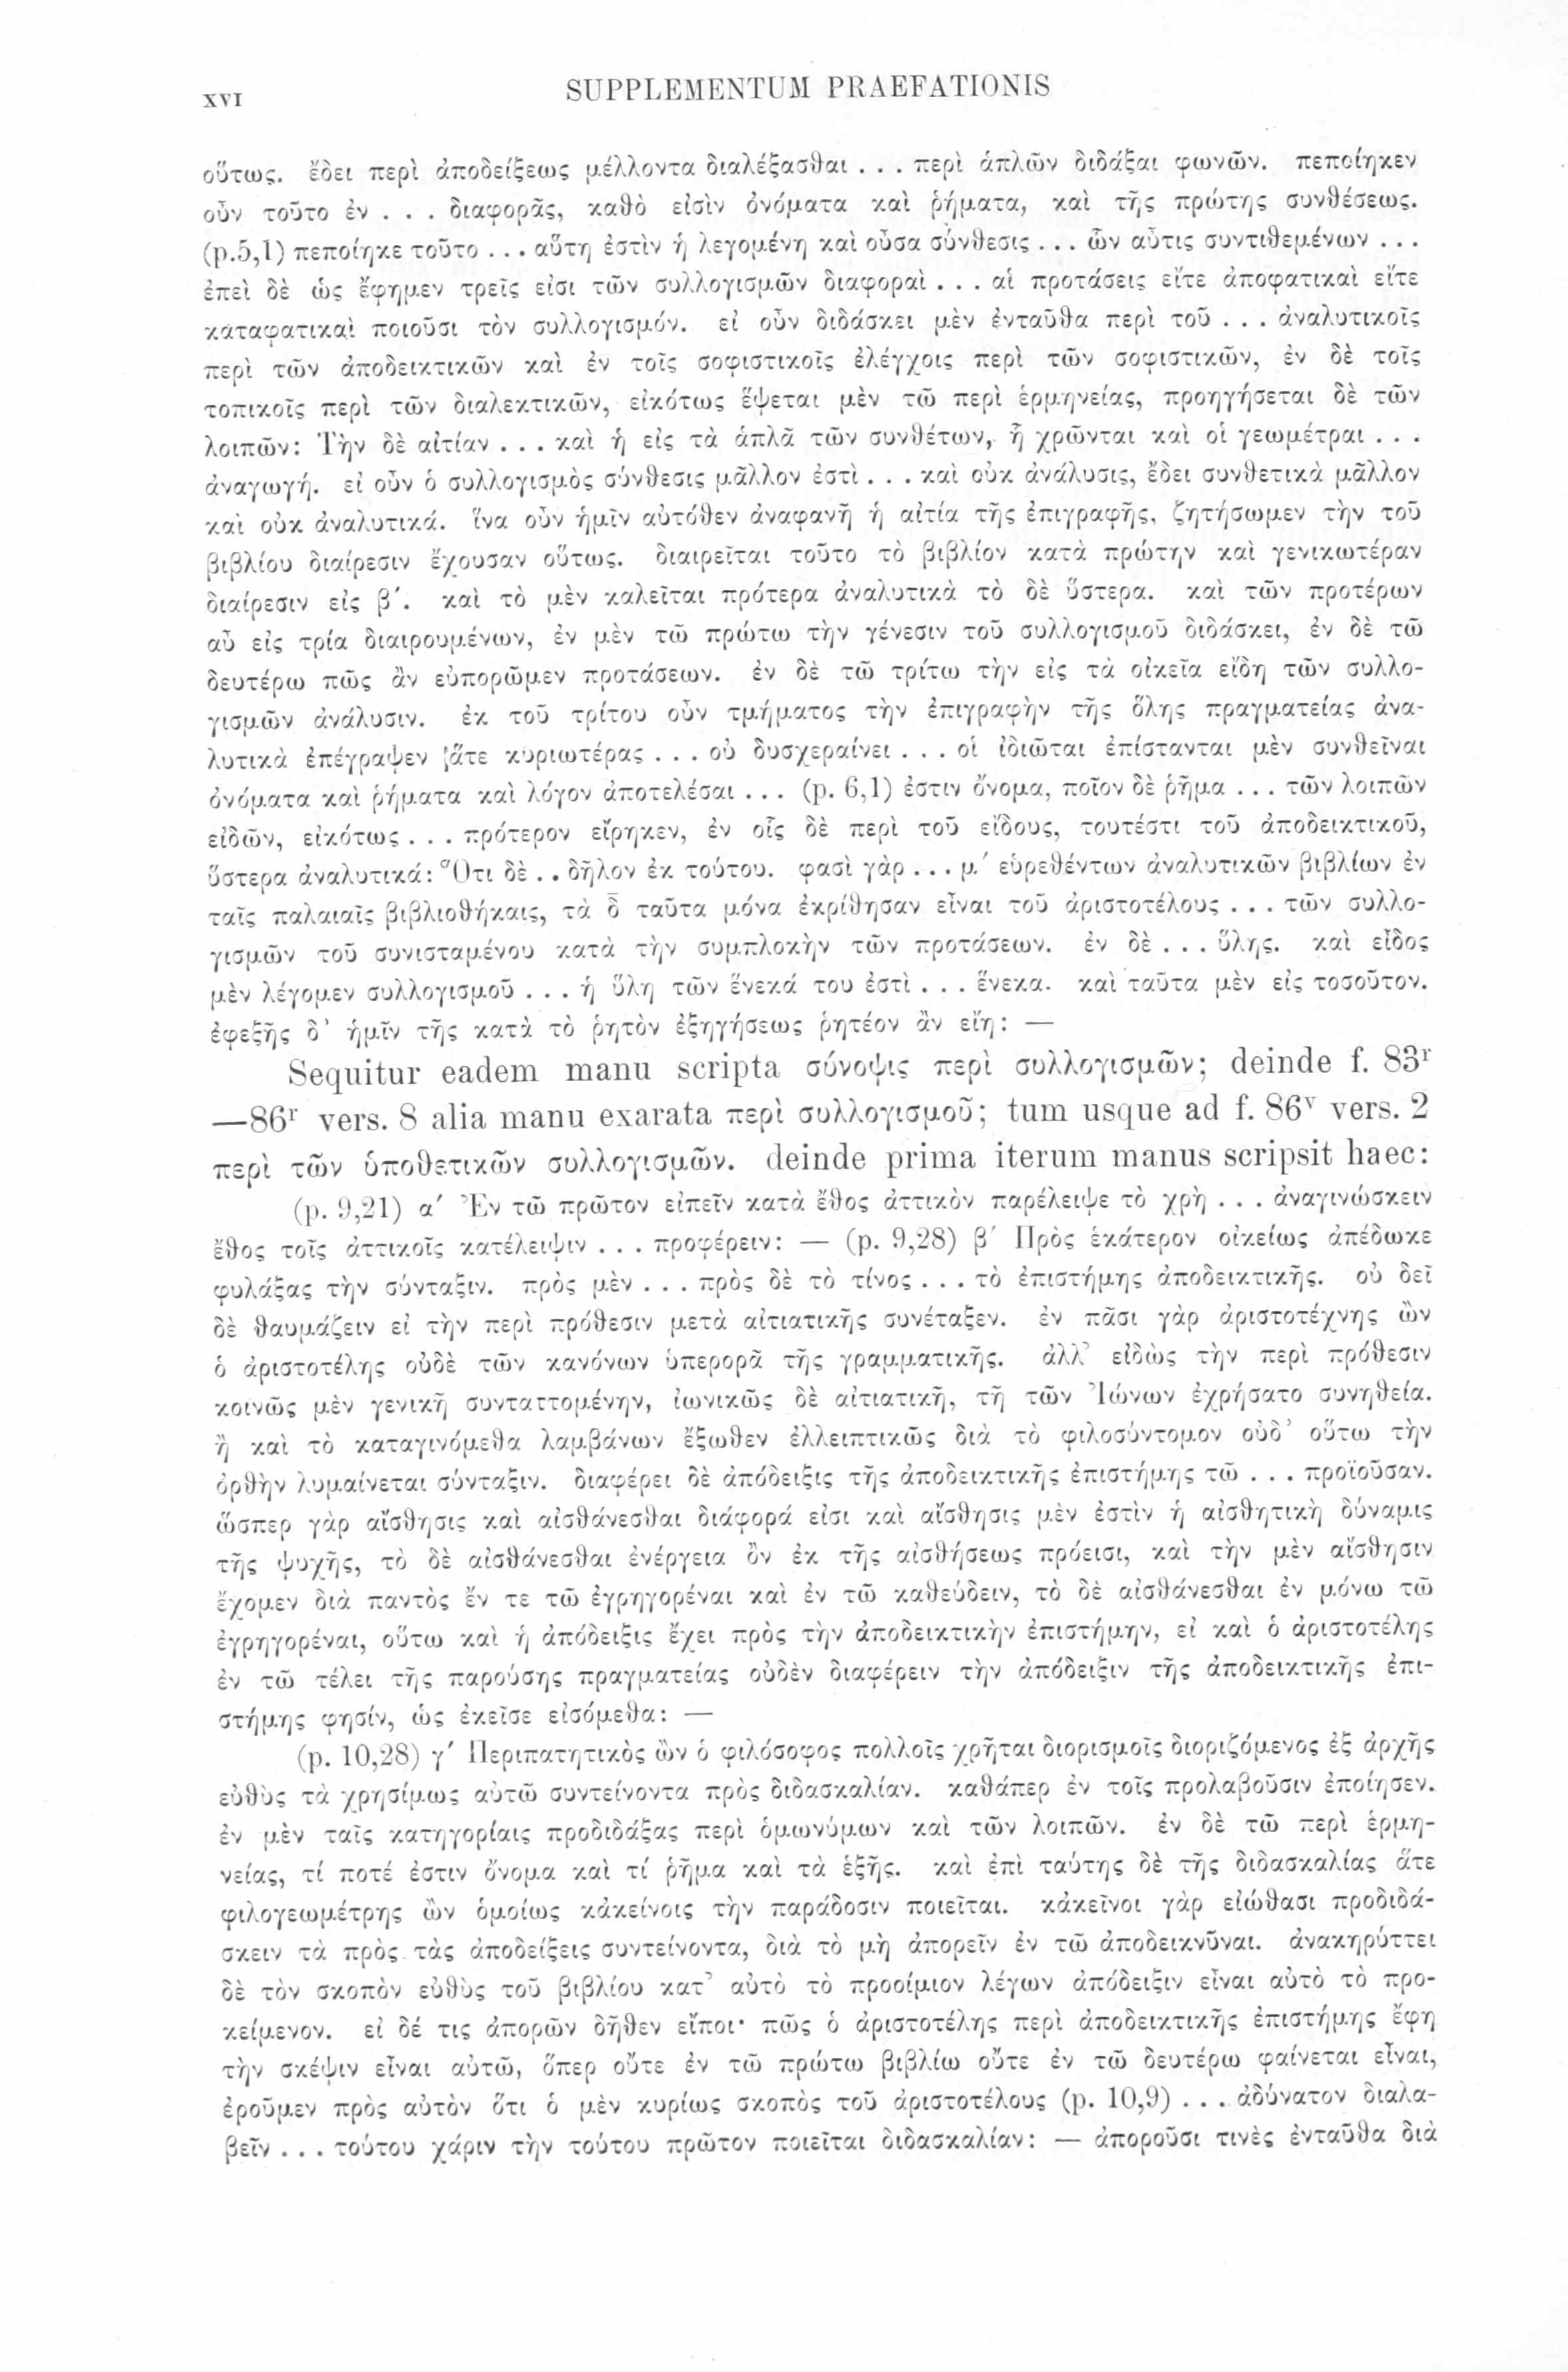 XVI
SUPPLEMENTUM PRAEFATIONIS
οὕτως. ἔδει περὶ ἀποδείξεως μέλλοντα διαλέξασθαι . . . περὶ ἁπλῶν διδάξαι φωνῶν. πεποίηκεν
οὖν τοῦτο ἐν . . . διαφορᾶς, καθὸ εἰσὶν ὀνόματα καὶ ῥήματα, καὶ τῆς πρώτης συνθέσεως.
(p.5,1) πεποίηκε τοῦτο . . . αὕτη ἐστὶν ἡ λεγομένη καὶ οὖσα σύνθεσις . . . ὧν αὖτις συντιθεμένων . . .
ἐπεὶ δὲ ὡς ἔφημεν τρεῖς εἰσι τῶν συλλογισμῶν διαφοραὶ . . . αἱ προτάσεις εἴτε ἀποφατικαὶ εἴτε
καταφατικαὶ ποιοῦσι τὸν συλλογισμόν. εἰ οὖν διδάσκει μὲν ἐνταῦθα περὶ τοῦ . . . ἀναλυτικοῖς
περὶ τῶν ἀποδεικτικῶν καὶ ἐν τοῖς σοφιστικοῖς ἐλέγχοις περὶ τῶν σοφιστικῶν, ἐν δὲ τοῖς
τοπικοῖς περὶ τῶν διαλεκτικῶν, εἰκότως ἕψεται μὲν τῶ περὶ ἑρμηνείας, προηγήσεται δὲ τῶν
λοιπῶν: Τὴν δὲ αἰτίαν . . . καὶ ἡ εἰς τὰ ἁπλᾶ τῶν συνθέτων, ᾗ χρῶνται καὶ οἱ γεωμέτραι . . .
ἀναγωγή. εἰ οὖν ὁ συλλογισμὸς σύνθεσις μᾶλλον ἐστὶ . . . καὶ οὐκ ἀνάλυσις, ἔδει συνθετικὰ μᾶλλον
καὶ οὐκ ἀναλυτικά. ἵνα οὖν ἡμῖν αὐτόθεν ἀναφανῆ ἡ αἰτία τῆς ἐπιγραφῆς, ζητήσωμεν τὴν τοῦ
βιβλίου διαίρεσιν ἔχουσαν οὕτως. διαιρεῖται τοῦτο τὸ βιβλίον κατὰ πρώτην καὶ γενικωτέραν
διαίρεσιν εἰς β΄. καὶ τὸ μὲν καλεῖται πρότερα ἀναλυτικὰ τὸ δὲ ὕστερα. καὶ τῶν προτέρων
αὖ εἰς τρία διαιρουμένων, ἐν μὲν τῶ πρώτω τὴν γένεσιν τοῦ συλλογισμοῦ διδάσκει, ἐν δὲ τῶ
δευτέρω πῶς ἂν εὐπορῶμεν προτάσεων. ἐν δὲ τῶ τρίτω τὴν εἰς τὰ οἰκεῖα εἴδη τῶν συλλο-
γισμῶν ἀνάλυσιν. ἐκ τοῦ τρίτου οὖν τμήματος τὴν ἐπιγραφὴν τῆς ὅλης πραγματείας ἀνα-
λυτικὰ ἐπέγραψεν ἅτε κυριωτέρας . . . οὐ δυσχεραίνει . . . οἱ ἰδιῶται ἐπίστανται μὲν συνθεῖναι
ὀνόματα καὶ ῥήματα καὶ λόγον ἀποτελέσαι . . . (p. 6,1) ἐστιν ὄνομα, ποῖον δὲ ῥῆμα . . . τῶν λοιπῶν
εἰδῶν, εἰκότως . . . πρότερον εἴρηκεν, ἐν οἷς δὲ περὶ τοῦ εἴδους, τουτέστι τοῦ ἀποδεικτικοῦ,
ὕστερα ἀναλυτικά: Ὅτι δὲ . . δῆλον ἐκ τούτου. φασὶ γὰρ . . . μ΄ εὑρεθέντων ἀναλυτικῶν βιβλίων ἐν
ταῖς παλαιαῖς βιβλιοθήκαις, τὰ δ̄ ταῦτα μόνα ἐκρίθησαν εἶναι τοῦ ἀριστοτέλους . . . τῶν συλλο-
γισμῶν τοῦ συνισταμένου κατὰ τὴν συμπλοκὴν τῶν προτάσεων. ἐν δὲ . . . ὕλης. καὶ εἶδος
μὲν λέγομεν συλλογισμοῦ . . . ἡ ὕλη τῶν ἕνεκά του ἐστὶ . . . ἕνεκα. καὶ ταῦτα μὲν εἰς τοσοῦτον.
ἐφεξῆς δ᾽ ἡμῖν τῆς κατὰ τὸ ῥητὸν ἐξηγήσεως ῥητέον ἂν εἴη: —
Sequitur eadem manu scripta σύνοψις περὶ συλλογισμῶν; deinde f. 83ʳ
—86ʳ vers. 8 alia manu exarata περὶ συλλογισμοῦ; tum usque ad f. 86ᵛ vers. 2
περὶ τῶν ὑποθετικῶν συλλογισμῶν. deinde prima iterum manus scripsit haec:
(p. 9,21) α΄ Ἐν τῶ πρῶτον εἰπεῖν κατὰ ἔθος ἀττικὸν παρέλειψε τὸ χρὴ . . . ἀναγινώσκειν
ἔθος τοῖς ἀττικοῖς κατέλειψιν . . . προφέρειν: — (p. 9,28) β΄ Πρὸς ἑκάτερον οἰκείως ἀπέδωκε
φυλάξας τὴν σύνταξιν. πρὸς μὲν . . . πρὸς δὲ τὸ τίνος . . . τὸ ἐπιστήμης ἀποδεικτικῆς. οὐ δεῖ
δὲ θαυμάζειν εἰ τὴν περὶ πρόθεσιν μετὰ αἰτιατικῆς συνέταξεν. ἐν πᾶσι γὰρ ἀριστοτέχνης ὢν
ὁ ἀριστοτέλης οὐδὲ τῶν κανόνων ὑπερορᾶ τῆς γραμματικῆς. ἀλλ᾽ εἰδὼς τὴν περὶ πρόθεσιν
κοινῶς μὲν γενικῆ συνταττομένην, ἰωνικῶς δὲ αἰτιατικῆ, τῆ τῶν Ἰώνων ἐχρήσατο συνηθεία.
ἢ καὶ τὸ καταγινόμεθα λαμβάνων ἔξωθεν ἐλλειπτικῶς διὰ τὸ φιλοσύντομον οὐδ᾽ οὕτω τὴν
ὀρθὴν λυμαίνεται σύνταξιν. διαφέρει δὲ ἀπόδειξις τῆς ἀποδεικτικῆς ἐπιστήμης τῶ . . . προϊοῦσαν.
ὥσπερ γὰρ αἴσθησις καὶ αἰσθάνεσθαι διάφορά εἰσι καὶ αἴσθησις μὲν ἐστὶν ἡ αἰσθητικὴ δύναμις
τῆς ψυχῆς, τὸ δὲ αἰσθάνεσθαι ἐνέργεια ὂν ἐκ τῆς αἰσθήσεως πρόεισι, καὶ τὴν μὲν αἴσθησιν
ἔχομεν διὰ παντὸς ἔν τε τῶ ἐγρηγορέναι καὶ ἐν τῶ καθεύδειν, τὸ δὲ αἰσθάνεσθαι ἐν μόνω τῶ
ἐγρηγορέναι, οὕτω καὶ ἡ ἀπόδειξις ἔχει πρὸς τὴν ἀποδεικτικὴν ἐπιστήμην, εἰ καὶ ὁ ἀριστοτέλης
ἐν τῶ τέλει τῆς παρούσης πραγματείας οὐδὲν διαφέρειν τὴν ἀπόδειξιν τῆς ἀποδεικτικῆς ἐπι-
στήμης φησίν, ὡς ἐκεῖσε εἰσόμεθα: —
(p. 10,28) γ΄ Περιπατητικὸς ὢν ὁ φιλόσοφος πολλοῖς χρῆται διορισμοῖς διοριζόμενος ἐξ ἀρχῆς
εὐθὺς τὰ χρησίμως αὐτῶ συντείνοντα πρὸς διδασκαλίαν. καθάπερ ἐν τοῖς προλαβοῦσιν ἐποίησεν.
ἐν μὲν ταῖς κατηγορίαις προδιδάξας περὶ ὁμωνύμων καὶ τῶν λοιπῶν. ἐν δὲ τῶ περὶ ἑρμη-
νείας, τί ποτέ ἐστιν ὄνομα καὶ τί ῥῆμα καὶ τὰ ἑξῆς. καὶ ἐπὶ ταύτης δὲ τῆς διδασκαλίας ἅτε
φιλογεωμέτρης ὢν ὁμοίως κἀκείνοις τὴν παράδοσιν ποιεῖται. κἀκεῖνοι γὰρ εἰώθασι προδιδά-
σκειν τὰ πρὸς τὰς ἀποδείξεις συντείνοντα, διὰ τὸ μὴ ἀπορεῖν ἐν τῶ ἀποδεικνῦναι. ἀνακηρύττει
δὲ τὸν σκοπὸν εὐθὺς τοῦ βιβλίου κατ᾽ αὐτὸ τὸ προοίμιον λέγων ἀπόδειξιν εἶναι αὐτὸ τὸ προ-
κείμενον. εἰ δέ τις ἀπορῶν δῆθεν εἴποι· πῶς ὁ ἀριστοτέλης περὶ ἀποδεικτικῆς ἐπιστήμης ἔφη
τὴν σκέψιν εἶναι αὐτῶ, ὅπερ οὔτε ἐν τῶ πρώτω βιβλίω οὔτε ἐν τῶ δευτέρω φαίνεται εἶναι,
ἐροῦμεν πρὸς αὐτὸν ὅτι ὁ μὲν κυρίως σκοπὸς τοῦ ἀριστοτέλους (p. 10,9) . . . ἀδύνατον διαλα-
βεῖν . . . τούτου χάριν τὴν τούτου πρῶτον ποιεῖται διδασκαλίαν: — ἀποροῦσι τινὲς ἐνταῦθα διὰ